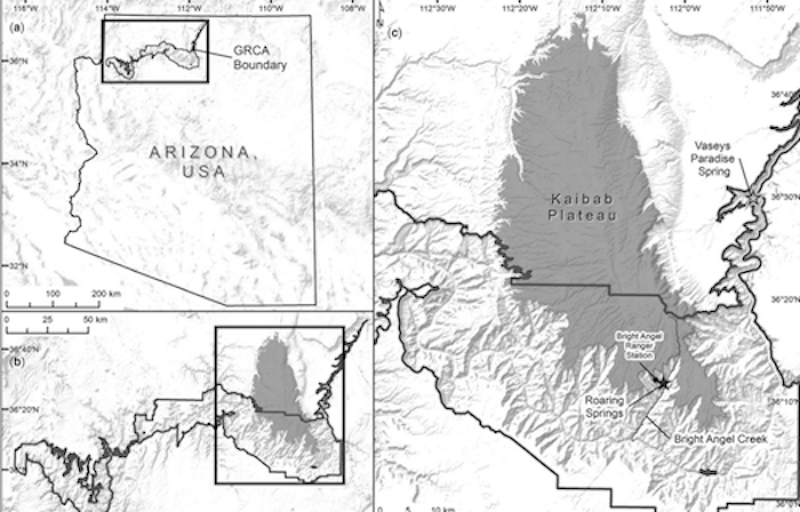 116°W
114°W
112°W
110°W
108°W
(a)
GRCA
Boundary
36°N
ARIZONA,
USA
34°N
32°N
0 100 200 km
0 25 50 km
(b)
36°40'N
36°20'N
112°30'W
112°20'W
112°10'W
112°0'W
111°50'W
(c)
36°40'
Vaseys
Paradise
Spring
36°30'N
Kaibab
Plateau
36°20'N
Bright Angel
Ranger
Station
Roaring
Springs
36°10'N
Bright Angel Creek
36°0'N
0 5 10 km